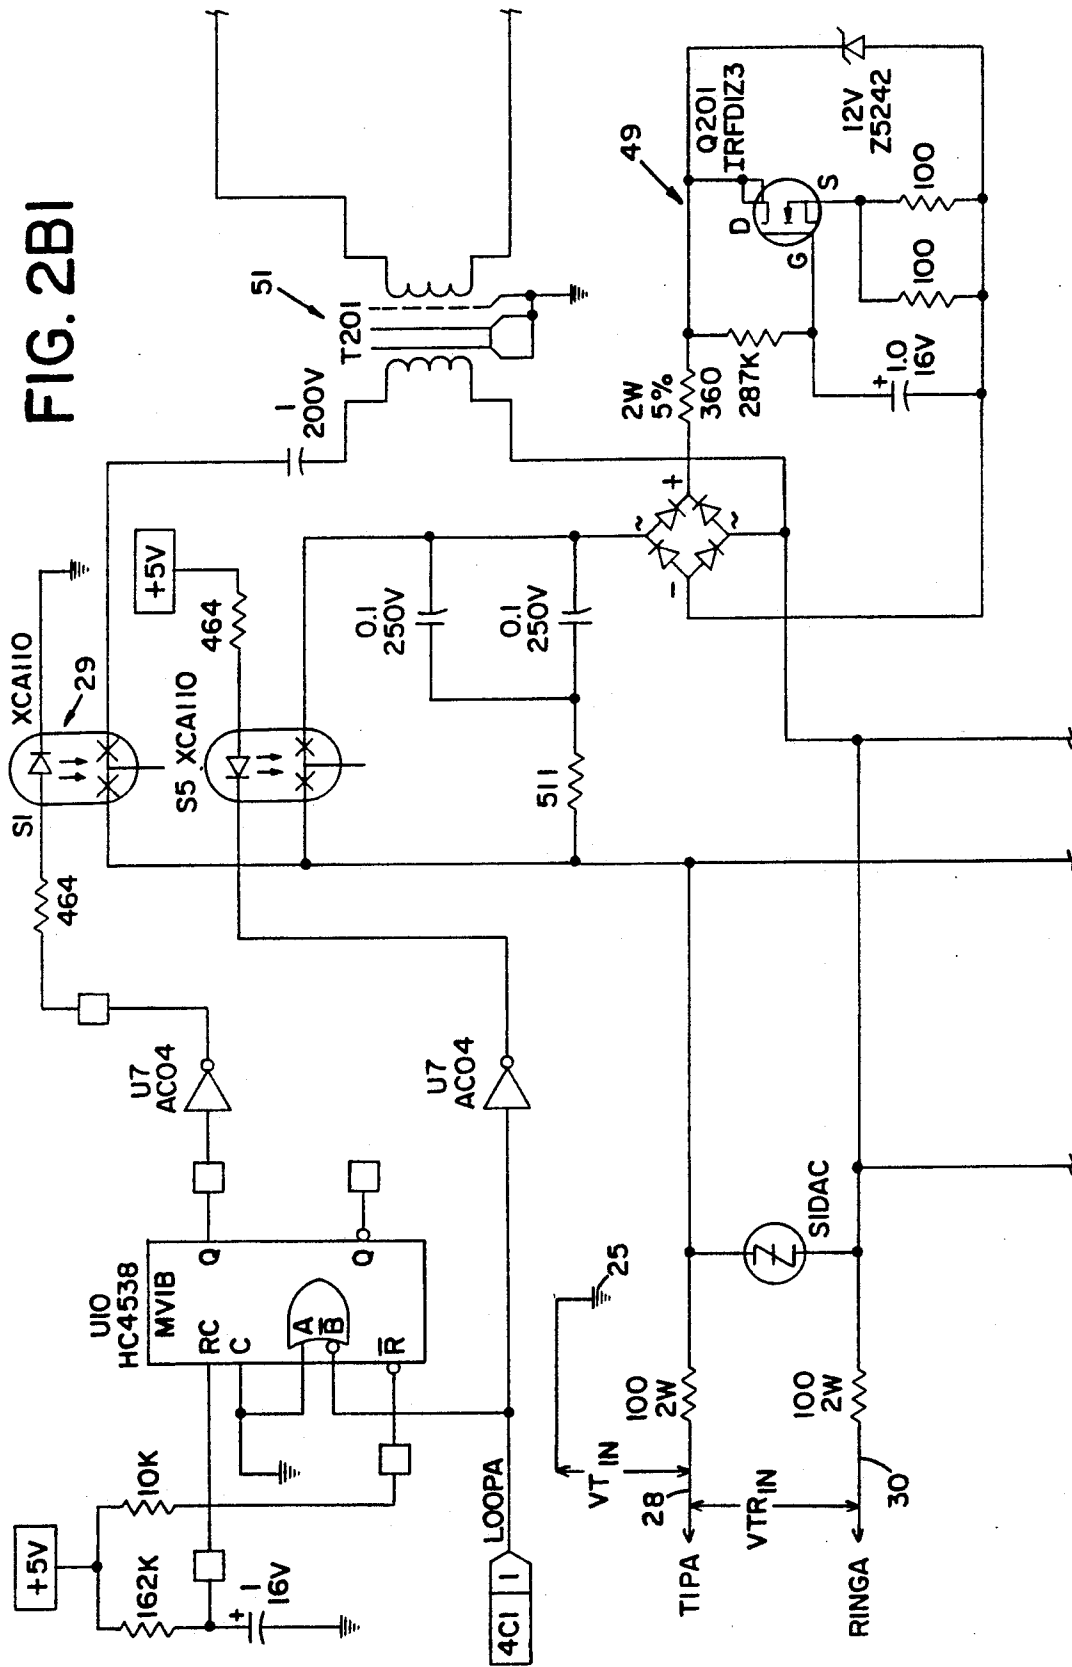 FIG. 2B1
+5V
162K
10K
1
16V
U10
HC4538
MVIB
RC
C
A
B
R
Q
Q
4C1
1
LOOPA
U7
AC04
U7
AC04
464
S1
XCA110
29
S5 XCA110
464
+5V
1
200V
T201
51
0.1
250V
0.1
250V
511
~
+
-
~
2W
5%
360
287K
+
1.0
16V
49
Q201
IRFD1Z3
D
G
S
100
100
12V
Z5242
TIPA
28
VT IN
25
100
2W
SIDAC
VTR IN
100
2W
30
RINGA
+